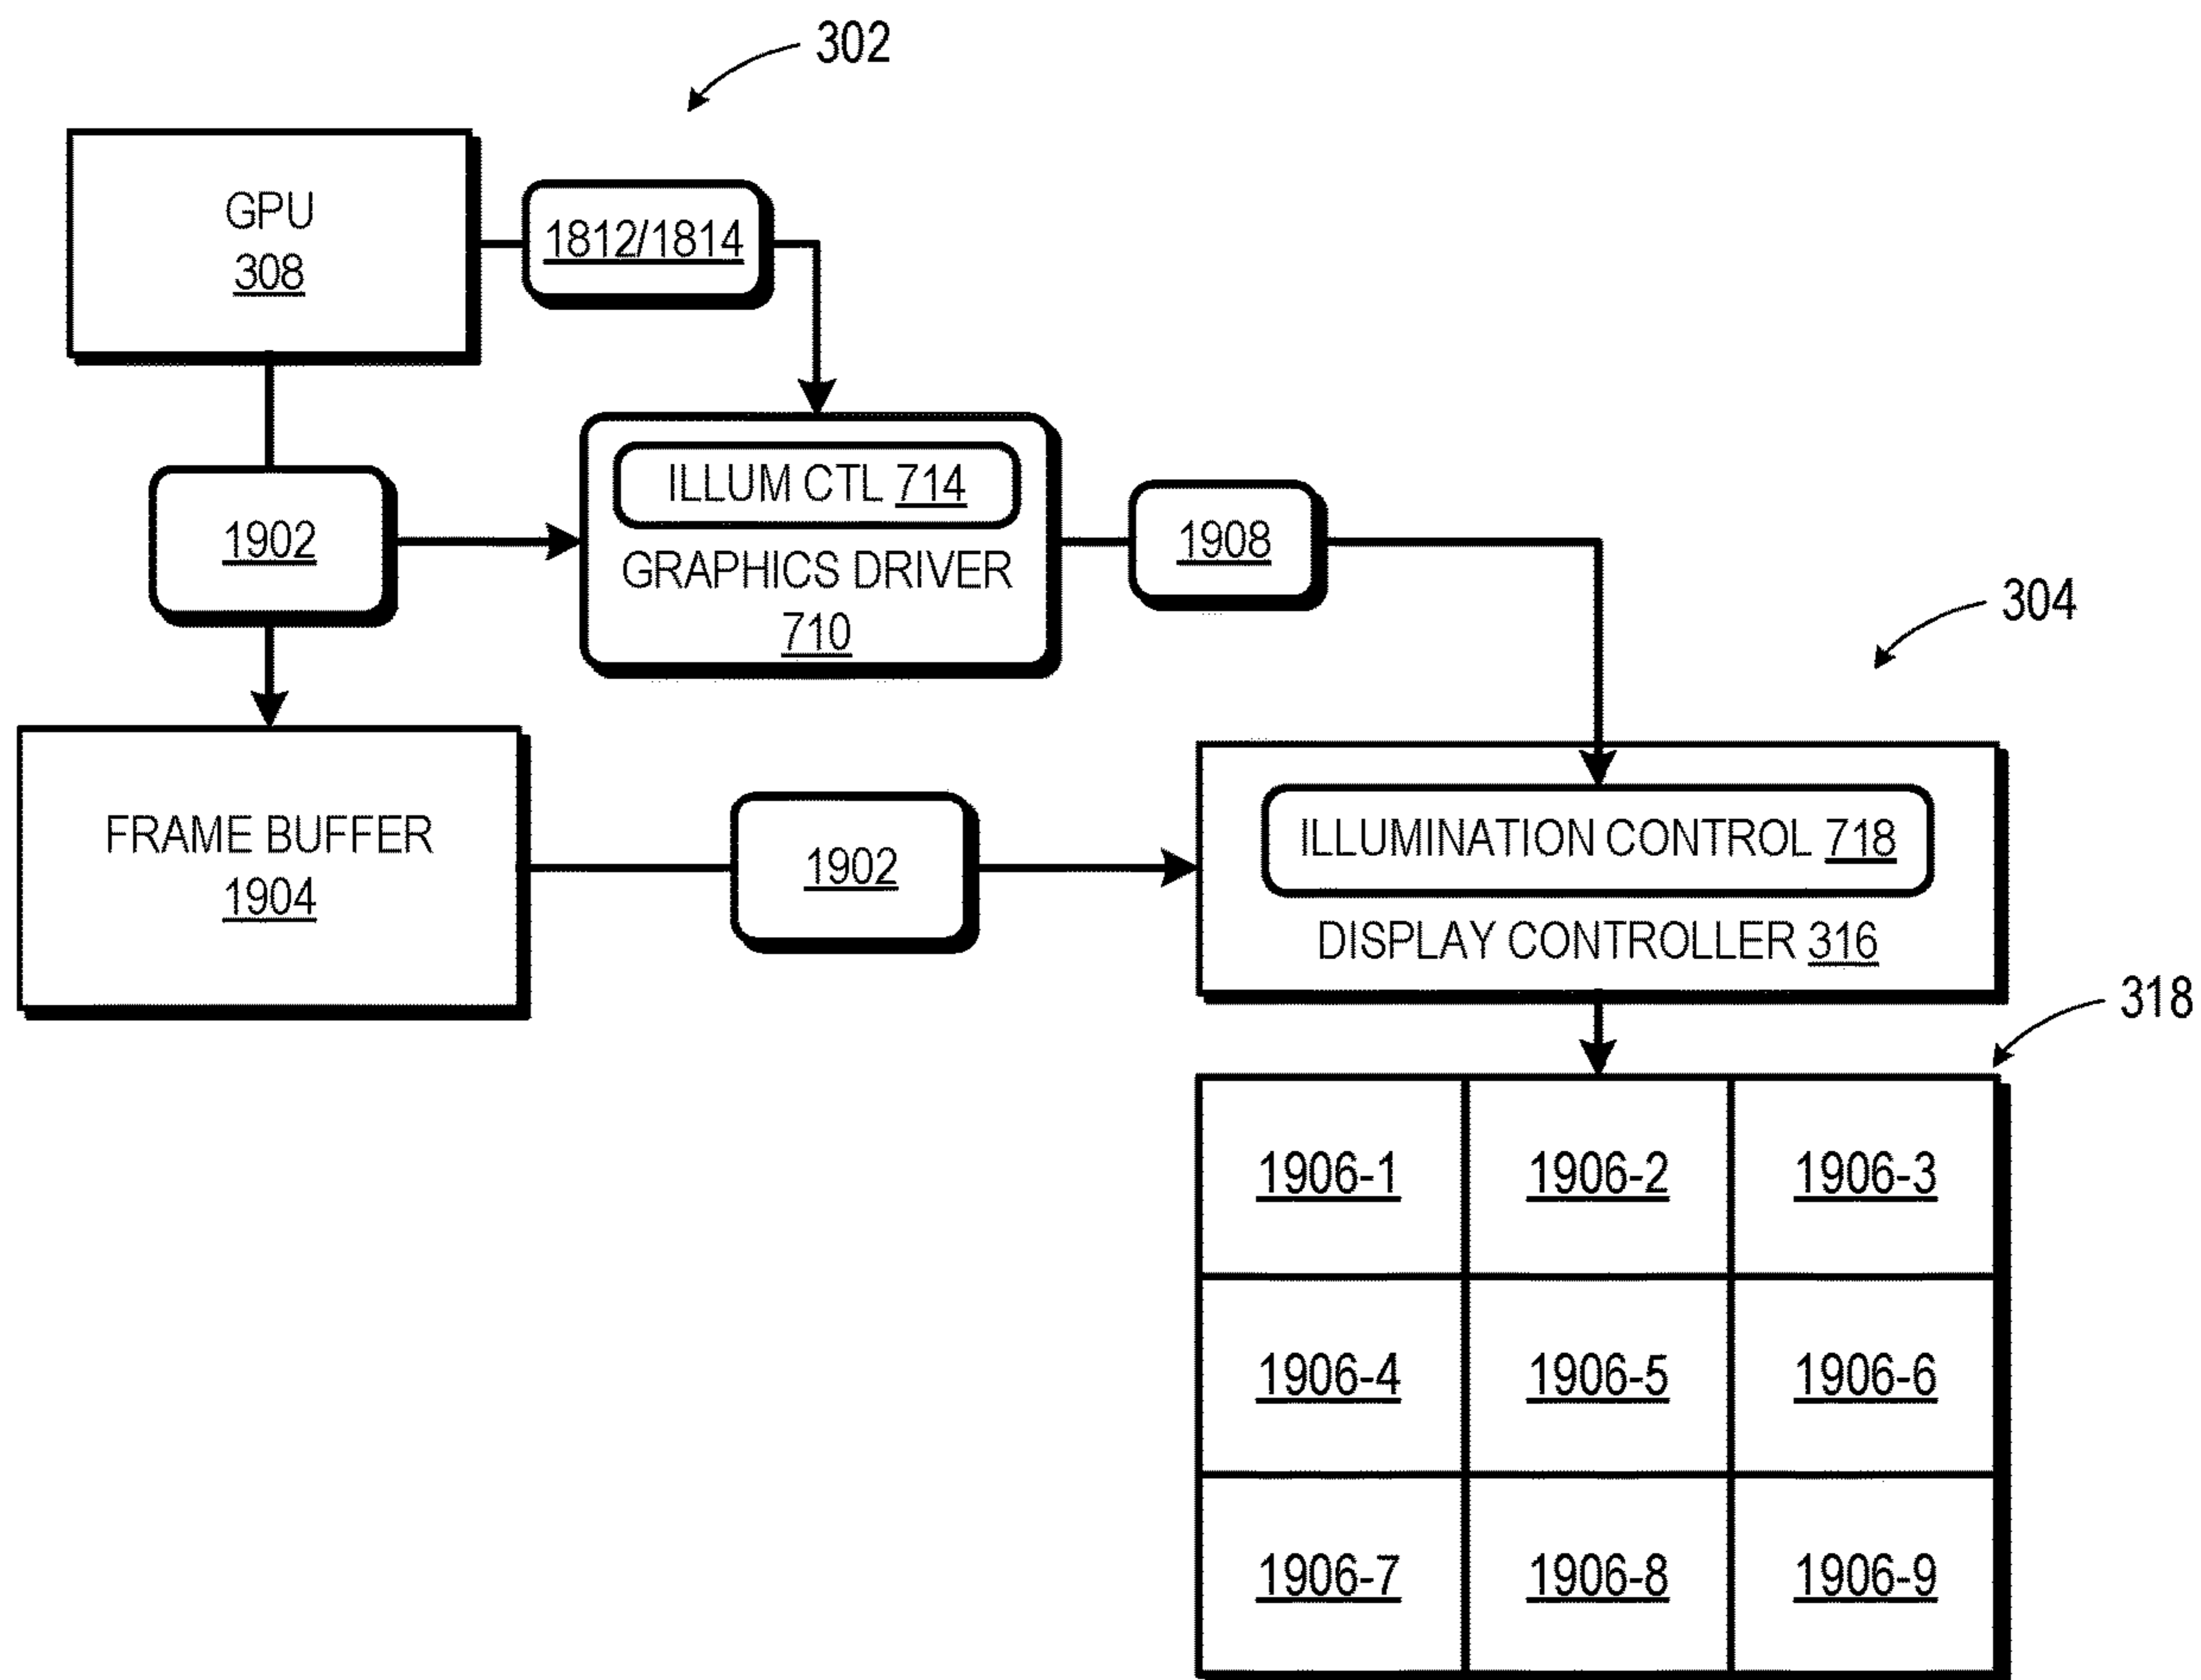 302
GPU
308
1812/1814
ILLUM CTL 714
1902
GRAPHICS DRIVER
710
1908
304
FRAME BUFFER
1904
1902
ILLUMINATION CONTROL 718
DISPLAY CONTROLLER 316
318
1906-1 1906-2 1906-3
1906-4 1906-5 1906-6
1906-7 1906-8 1906-9